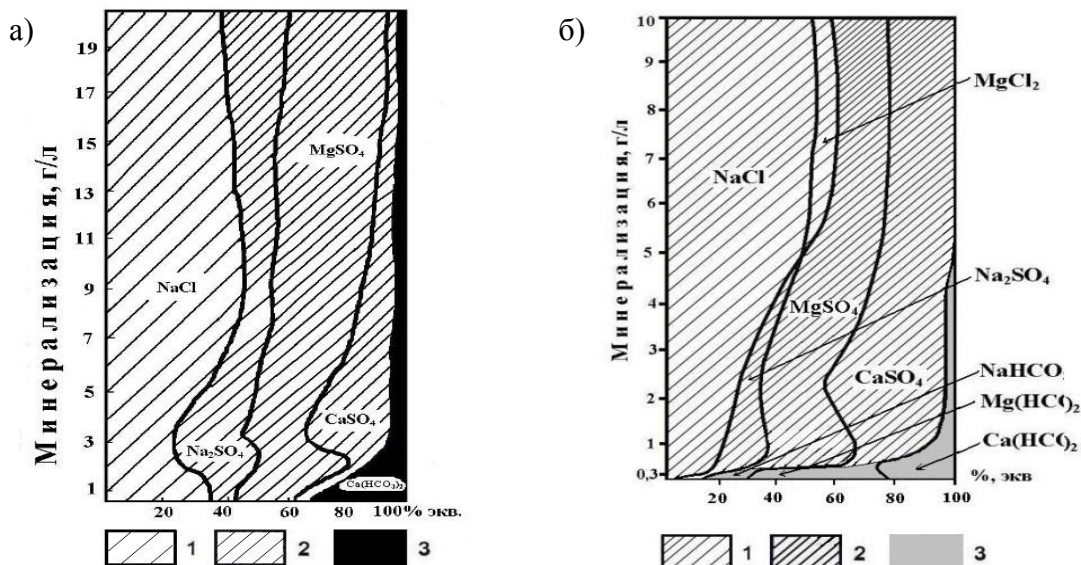 а)
Минерализация, г/л
19
17
15
13
11
9
7
5
3
1
MgSO₄
NaCl
CaSO₄
Na₂SO₄
Ca(HCO₃)₂
20 40 60 80 100% экв.
1 2 3
б)
Минерализация, г/л
10
9
7
5
4
3
2
1
0,3
MgCl₂
NaCl
Na₂SO₄
MgSO₄
NaHCO
CaSO₄
Mg(HC()₂
Ca(HC()₂
%, экв
20 40 60 80 100
1 2 3